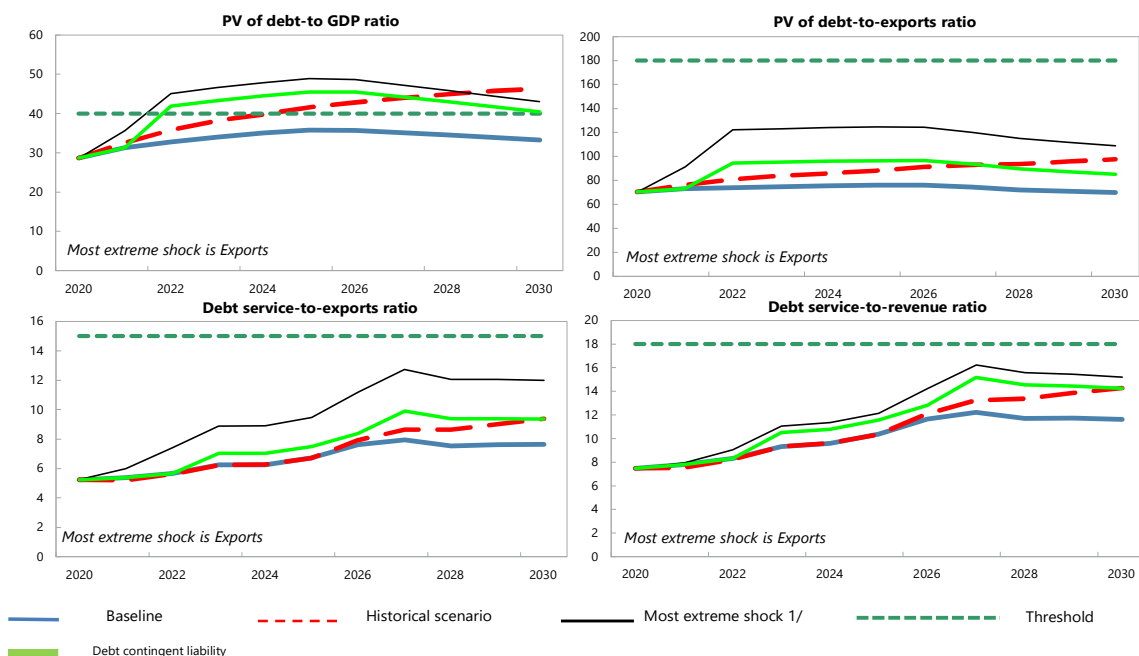 PV of debt-to GDP ratio
60
50
40
30
20
10
0
2020 2022 2024 2026 2028 2030
Most extreme shock is Exports
PV of debt-to-exports ratio
200
180
160
140
120
100
80
60
40
20
0
2020 2022 2024 2026 2028 2030
Most extreme shock is Exports
Debt service-to-exports ratio
16
14
12
10
8
6
4
2
0
2020 2022 2024 2026 2028 2030
Most extreme shock is Exports
Debt service-to-revenue ratio
20
18
16
14
12
10
8
6
4
2
0
2020 2022 2024 2026 2028 2030
Most extreme shock is Exports
Baseline Historical scenario Most extreme shock 1/ Threshold
Debt contingent liability